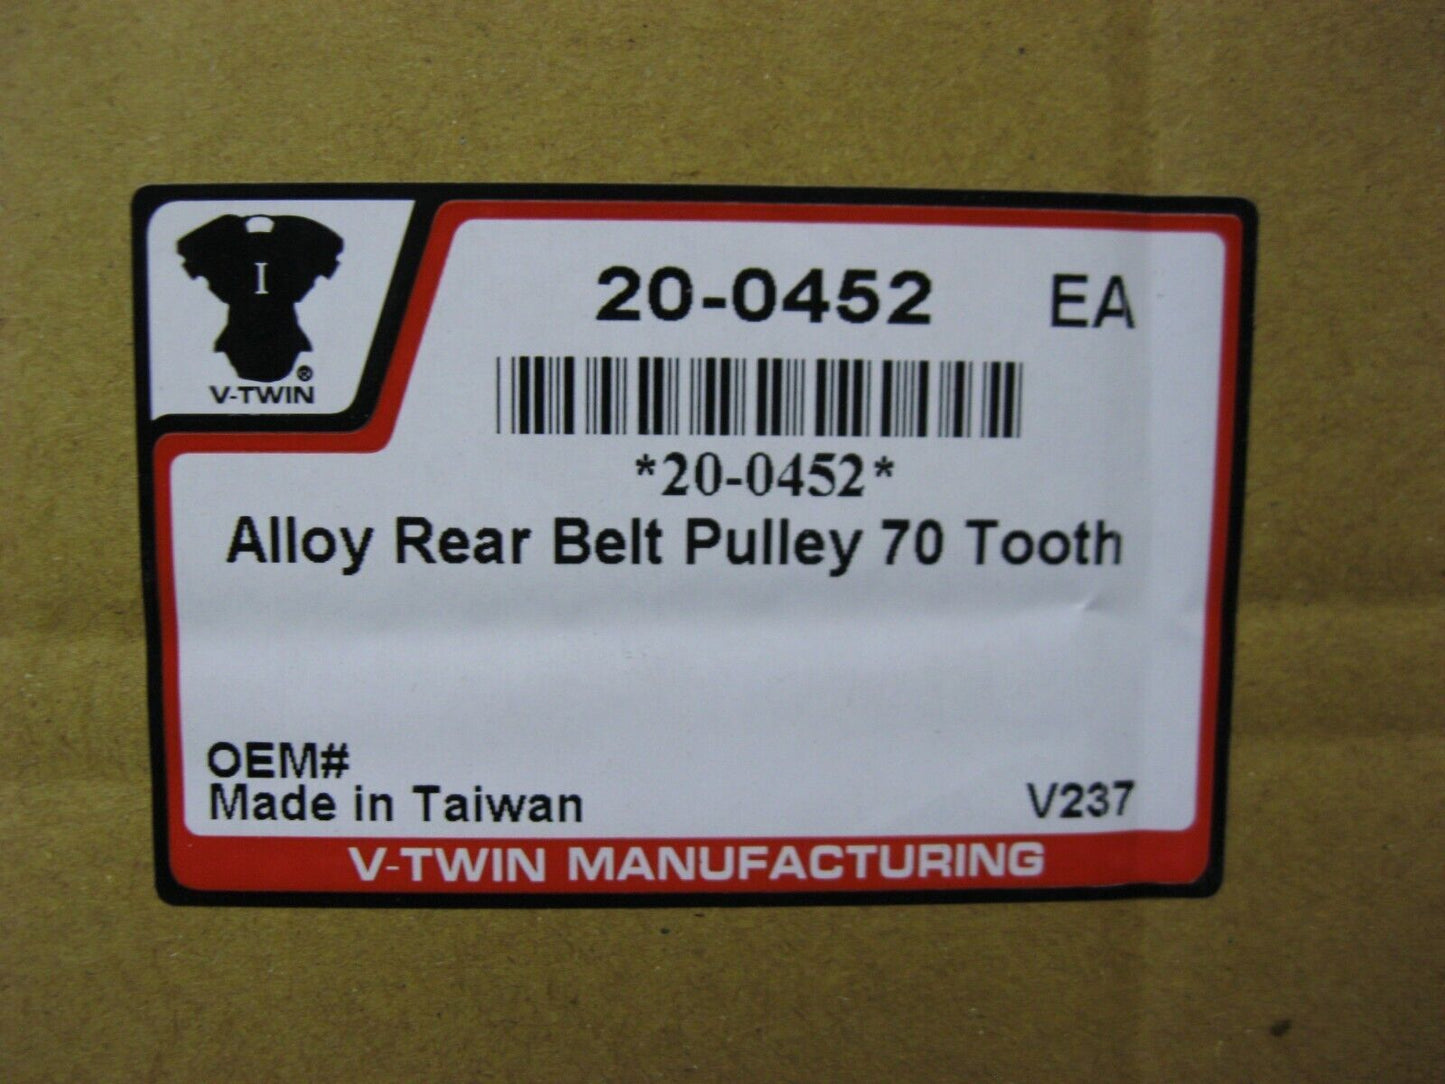 I
®
V-TWIN
20-0452 EA
*20-0452*
Alloy Rear Belt Pulley 70 Tooth
OEM#
Made in Taiwan V237
V-TWIN MANUFACTURING